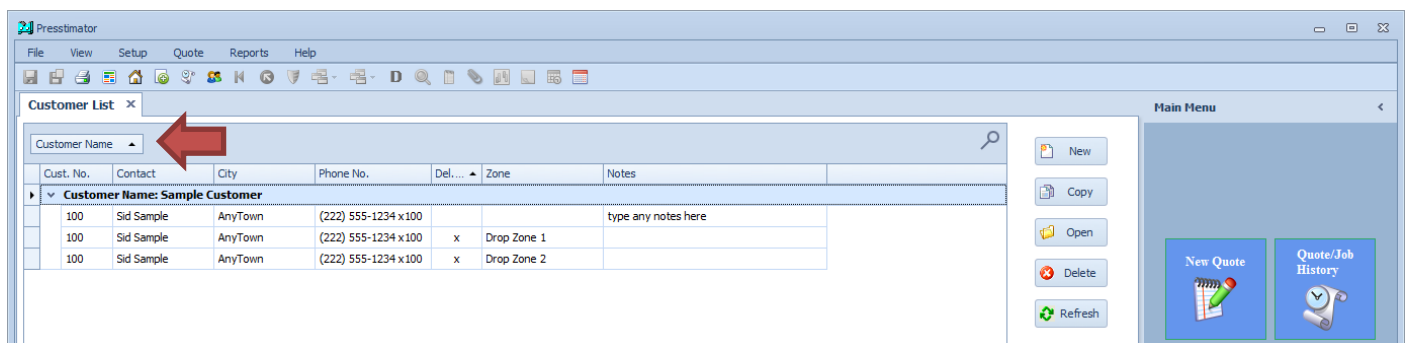 Presstimator
File View Setup Quote Reports Help
D
Customer List
Main Menu
Customer Name
Cust. No. Contact City Phone No. Del.... Zone Notes
Customer Name: Sample Customer
100 Sid Sample AnyTown (222) 555-1234 x100 type any notes here
100 Sid Sample AnyTown (222) 555-1234 x100 x Drop Zone 1
100 Sid Sample AnyTown (222) 555-1234 x100 x Drop Zone 2
New
Copy
Open
Delete
Refresh
New Quote
Quote/Job
History